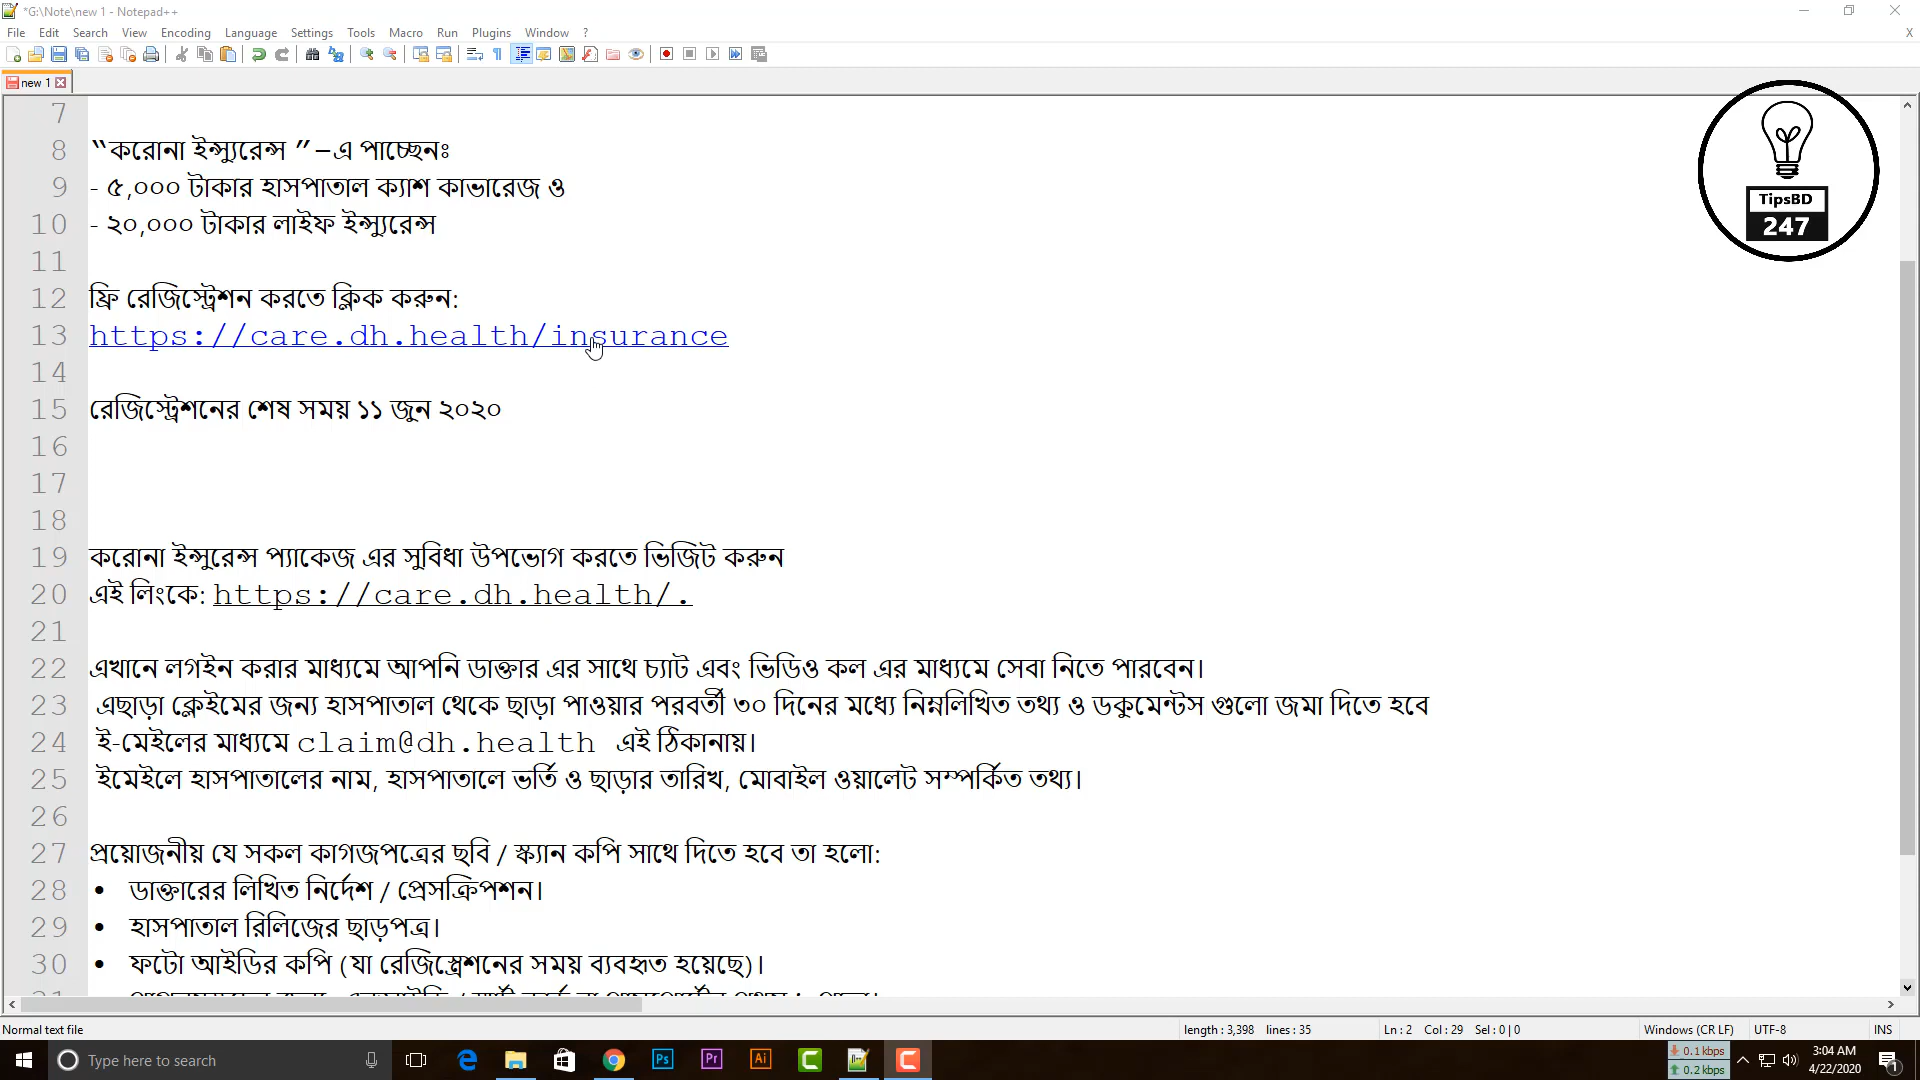 *G:\Note\new 1 - Notepad++
File Edit Search View Encoding Language Settings Tools Macro Run Plugins Window ? X
new 1
TipsBD
247
7
8 “করোনা ইন্স্যুরেন্স ”–এ পাচ্ছেনঃ
9 - ৫,০০০ টাকার হাসপাতাল ক্যাশ কাভারেজ ও
10 - ২০,০০০ টাকার লাইফ ইন্স্যুরেন্স
11
12 ফ্রি রেজিস্ট্রেশন করতে ক্লিক করুন:
13 https://care.dh.health/insurance
14
15 রেজিস্ট্রেশনের শেষ সময় ১১ জুন ২০২০
16
17
18
19 করোনা ইন্সুরেন্স প্যাকেজ এর সুবিধা উপভোগ করতে ভিজিট করুন
20 এই লিংকে: https://care.dh.health/.
21
22 এখানে লগইন করার মাধ্যমে আপনি ডাক্তার এর সাথে চ্যাট এবং ভিডিও কল এর মাধ্যমে সেবা নিতে পারবেন।
23 এছাড়া ক্লেইমের জন্য হাসপাতাল থেকে ছাড়া পাওয়ার পরবর্তী ৩০ দিনের মধ্যে নিম্নলিখিত তথ্য ও ডকুমেন্টস গুলো জমা দিতে হবে
24 ই-মেইলের মাধ্যমে claim@dh.health এই ঠিকানায়।
25 ইমেইলে হাসপাতালের নাম, হাসপাতালে ভর্তি ও ছাড়ার তারিখ, মোবাইল ওয়ালেট সম্পর্কিত তথ্য।
26
27 প্রয়োজনীয় যে সকল কাগজপত্রের ছবি / স্ক্যান কপি সাথে দিতে হবে তা হলো:
28 • ডাক্তারের লিখিত নির্দেশ / প্রেসক্রিপশন।
29 • হাসপাতাল রিলিজের ছাড়পত্র।
30 • ফটো আইডির কপি (যা রেজিস্ত্রেশনের সময় ব্যবহৃত হয়েছে)।
Normal text file length : 3,398 lines : 35 Ln : 2 Col : 29 Sel : 0 | 0 Windows (CR LF) UTF-8 INS
Type here to search
Ps Pr Ai
0.1 kbps
0.2 kbps
3:04 AM
4/22/2020
1